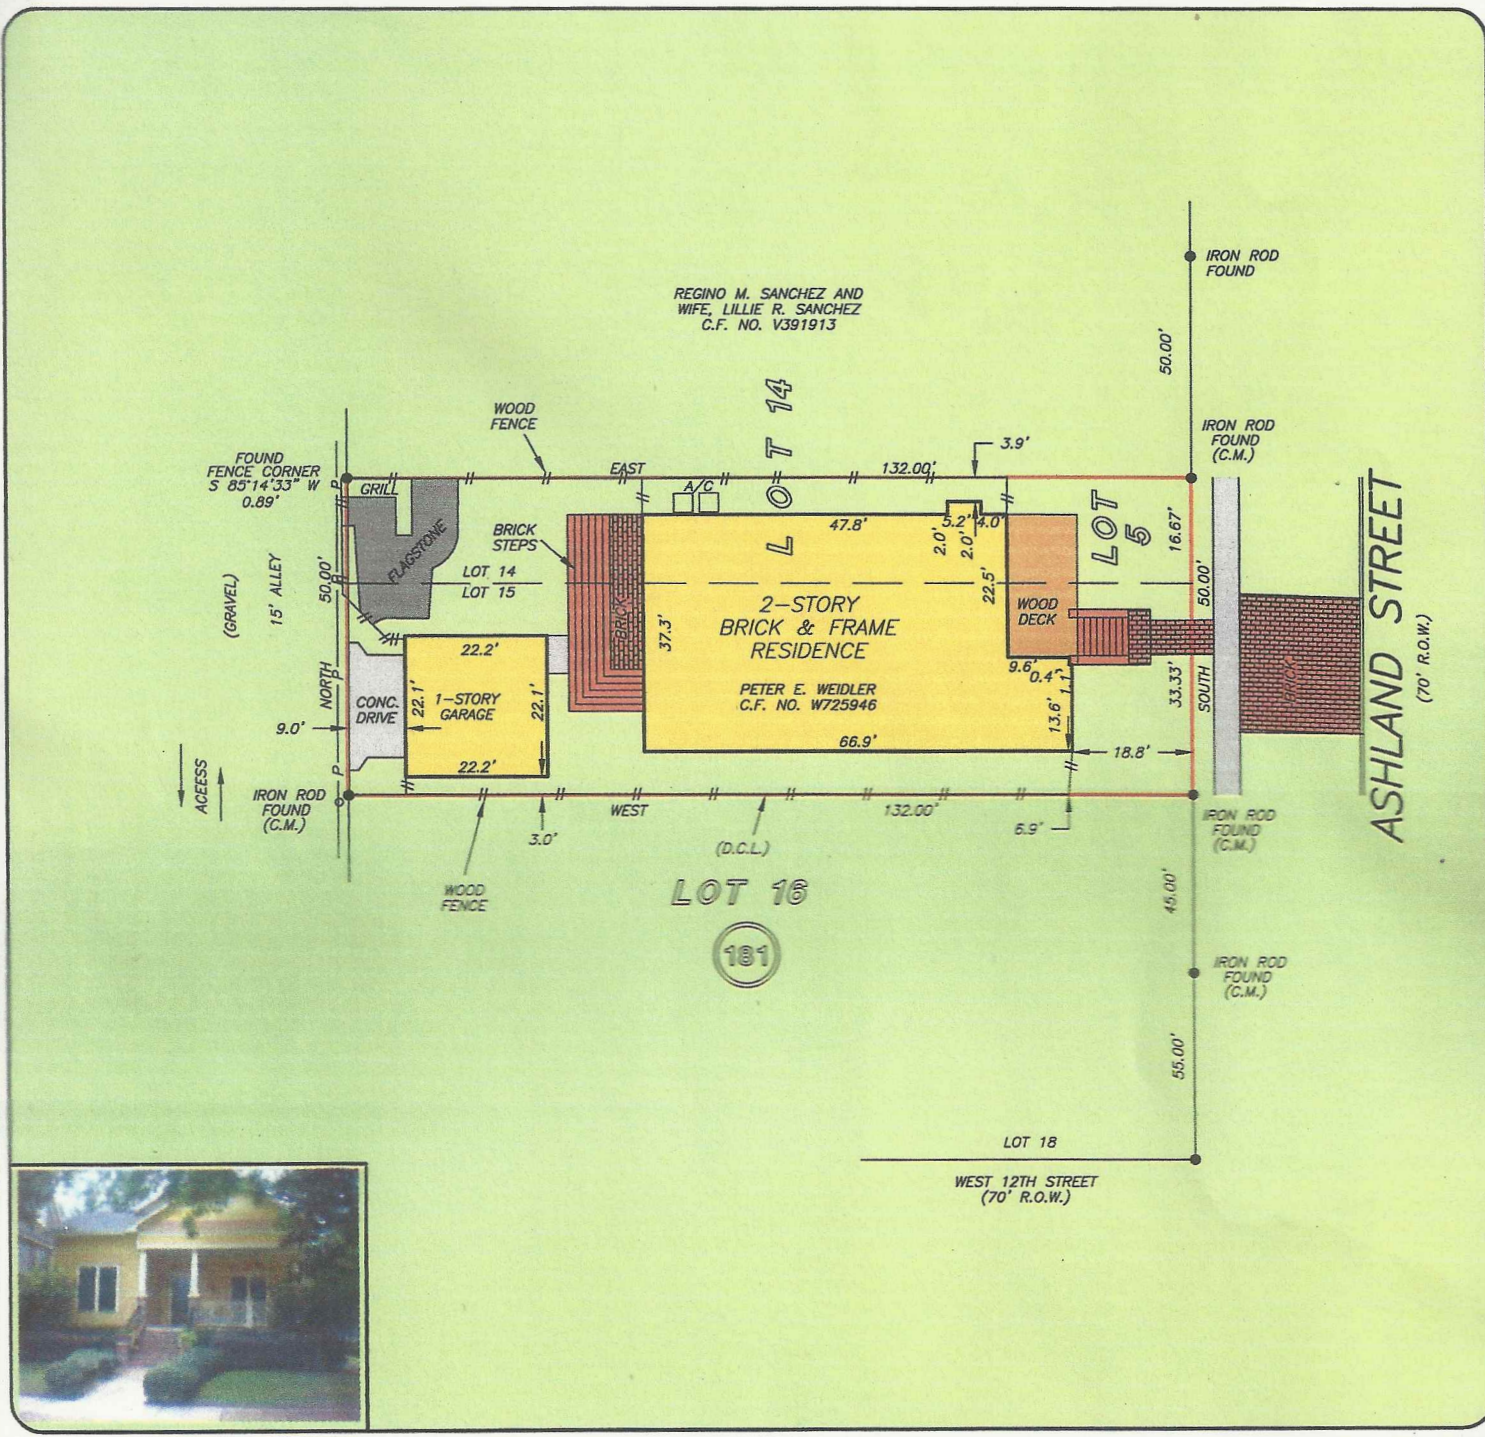 IRON ROD
FOUND
REGINO M. SANCHEZ AND
WIFE, LILLIE R. SANCHEZ
C.F. NO. V391913
50.00'
LOT 14
WOOD
FENCE
IRON ROD
FOUND
(C.M.)
3.9'
FOUND
FENCE CORNER
S 85°14'33" W
0.89'
EAST
132.00'
P
GRILL
A/C
LOT
5
16.67'
BRICK
STEPS
FLAGSTONE
47.8'
5.2'
4.0'
2.0'
2.0'
ASHLAND STREET
(70' R.O.W.)
(GRAVEL)
15' ALLEY
50.00'
P
LOT 14
LOT 15
22.5'
50.00'
2-STORY
BRICK & FRAME
RESIDENCE
WOOD
DECK
BRICK
37.3'
22.2'
9.6'
0.4'
1.1'
33.33'
SOUTH
BRICK
NORTH
P
CONC.
DRIVE
22.1'
1-STORY
GARAGE
22.1'
PETER E. WEIDLER
C.F. NO. W725946
13.6'
9.0'
66.9'
18.8'
22.2'
P
ACEESS
IRON ROD
FOUND
(C.M.)
WEST
132.00'
3.0'
6.9'
IRON ROD
FOUND
(C.M.)
(D.C.L.)
WOOD
FENCE
LOT 16
181
45.00'
IRON ROD
FOUND
(C.M.)
55.00'
LOT 18
WEST 12TH STREET
(70' R.O.W.)